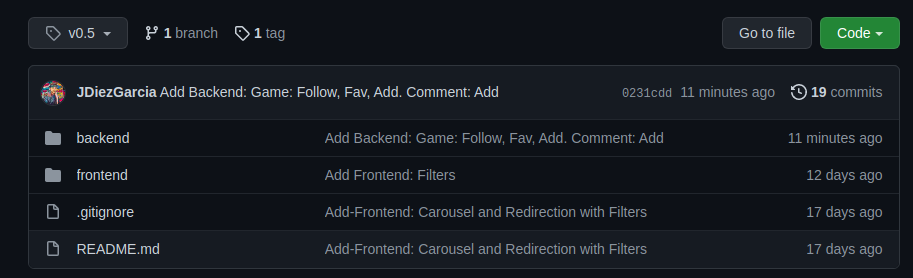 v0.5 1 branch 1 tag Go to file Code
JDiezGarcia Add Backend: Game: Follow, Fav, Add. Comment: Add 0231cdd 11 minutes ago 19 commits
backend Add Backend: Game: Follow, Fav, Add. Comment: Add 11 minutes ago
frontend Add Frontend: Filters 12 days ago
.gitignore Add-Frontend: Carousel and Redirection with Filters 17 days ago
README.md Add-Frontend: Carousel and Redirection with Filters 17 days ago